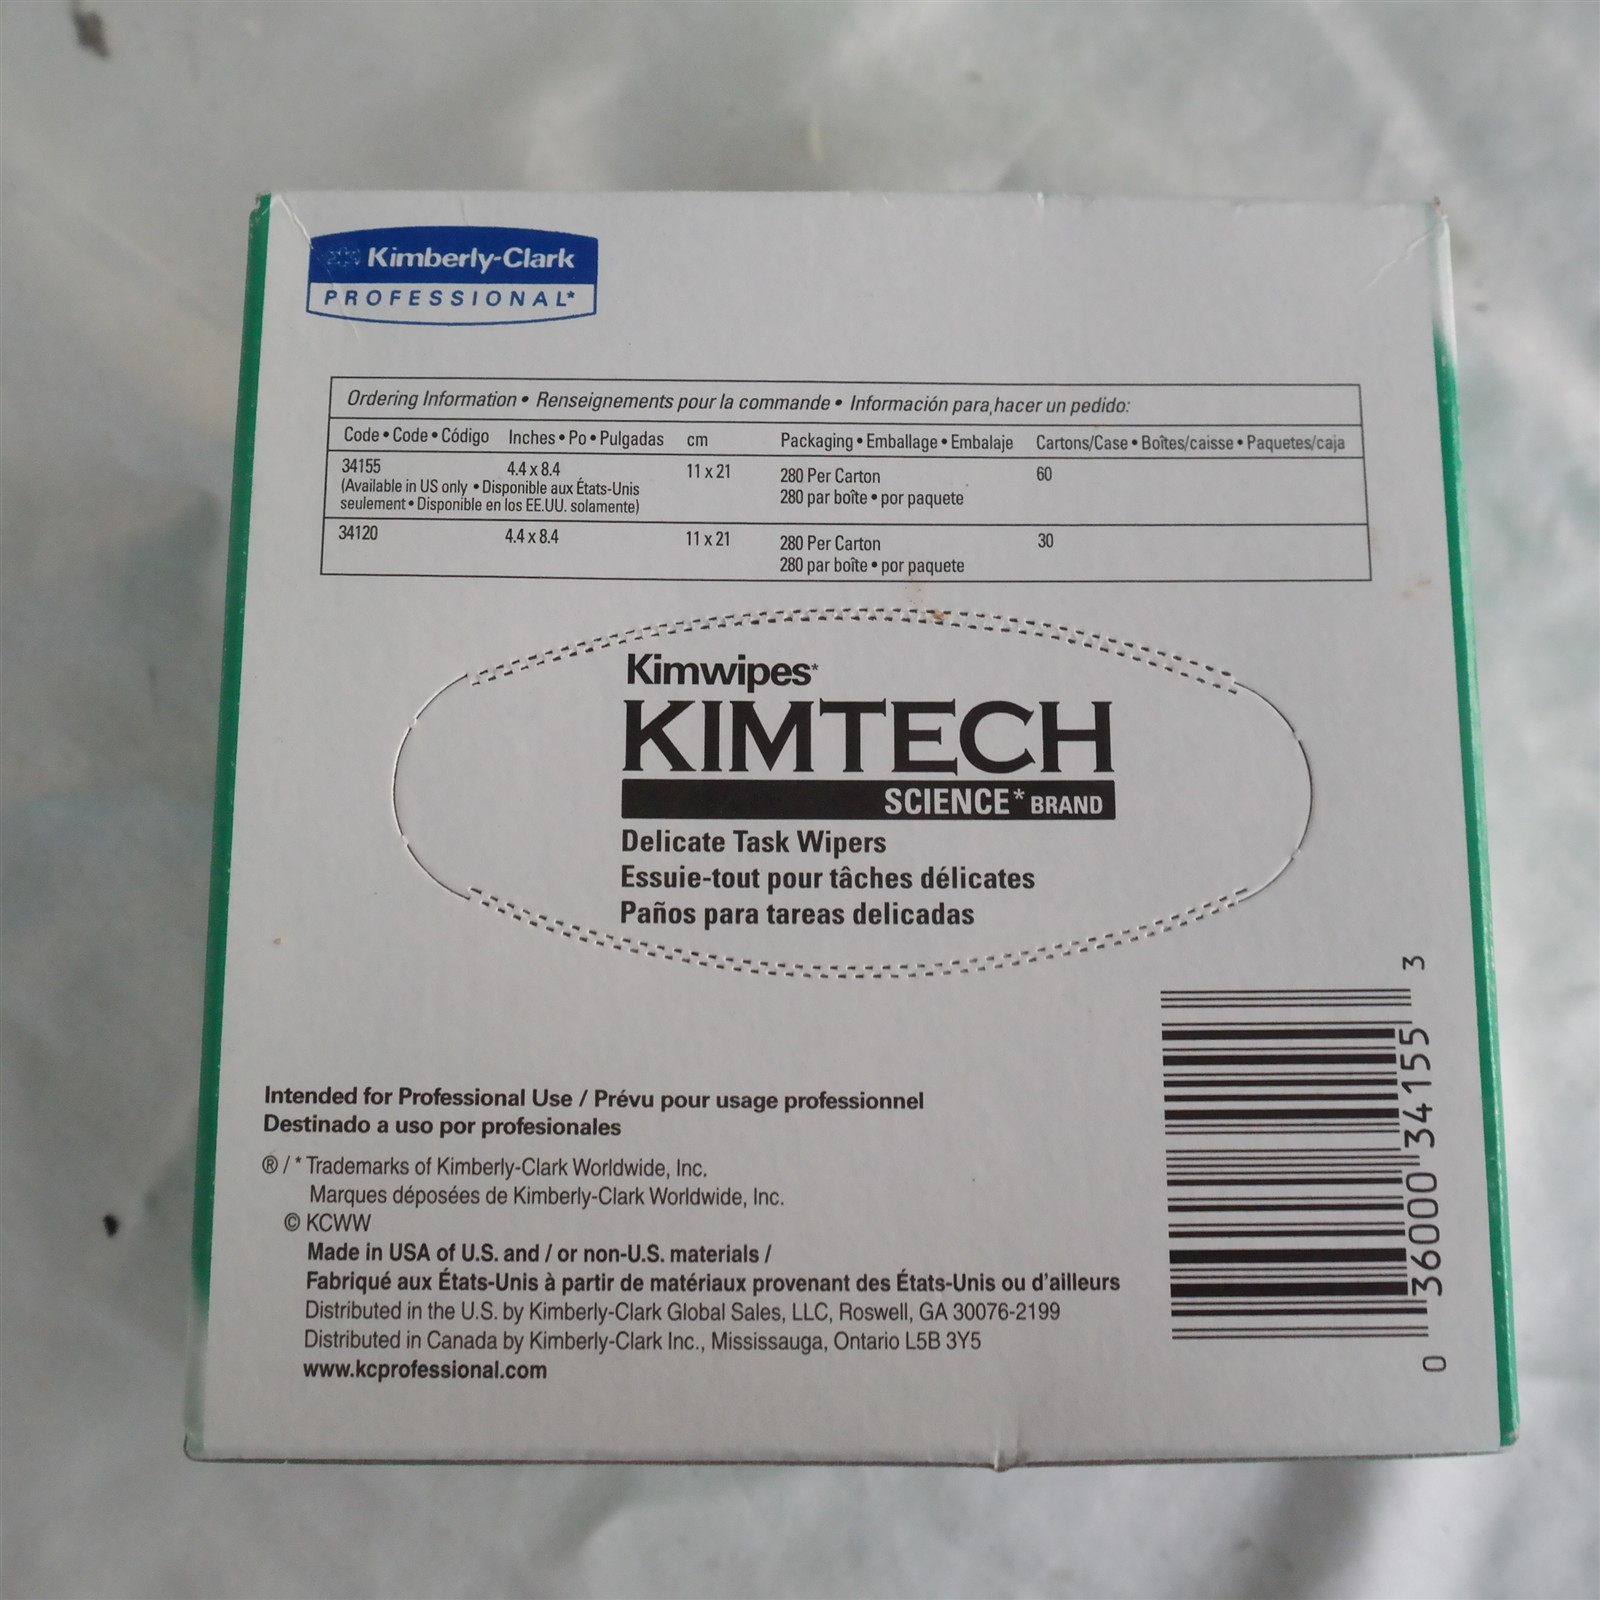 Kimberly-Clark
PROFESSIONAL*
Ordering Information • Renseignements pour la commande • Información para hacer un pedido:
Code • Code • Código Inches • Po • Pulgadas cm Packaging • Emballage • Embalaje Cartons/Case • Boîtes/caisse • Paquetes/caja
34155 4.4 x 8.4 11 x 21 280 Per Carton 60
(Available in US only • Disponible aux États-Unis 280 par boîte • por paquete
seulement • Disponible en los EE.UU. solamente)
34120 4.4 x 8.4 11 x 21 280 Per Carton 30
280 par boîte • por paquete
Kimwipes*
KIMTECH
SCIENCE* BRAND
Delicate Task Wipers
Essuie-tout pour tâches délicates
Paños para tareas delicadas
Intended for Professional Use / Prévu pour usage professionnel
Destinado a uso por profesionales
® / * Trademarks of Kimberly-Clark Worldwide, Inc.
Marques déposées de Kimberly-Clark Worldwide, Inc.
© KCWW
Made in USA of U.S. and / or non-U.S. materials /
Fabriqué aux États-Unis à partir de matériaux provenant des États-Unis ou d'ailleurs
Distributed in the U.S. by Kimberly-Clark Global Sales, LLC, Roswell, GA 30076-2199
Distributed in Canada by Kimberly-Clark Inc., Mississauga, Ontario L5B 3Y5
www.kcprofessional.com
0 36000 34155 3